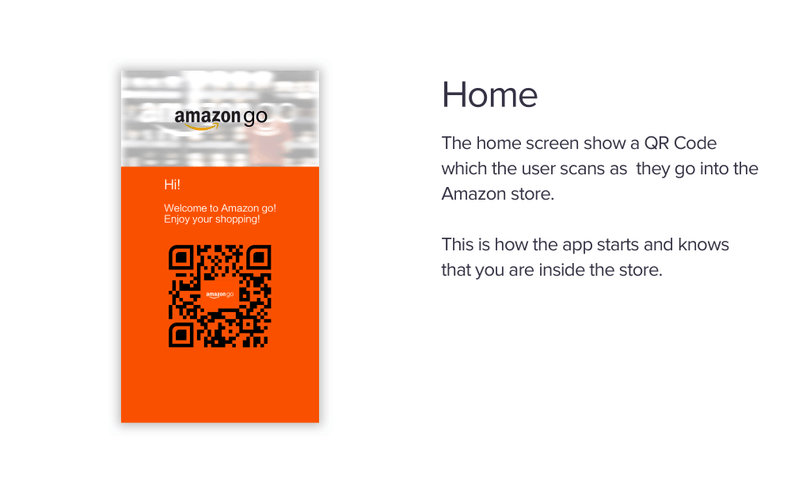 amazon go
Hi!
Welcome to Amazon go!
Enjoy your shopping!
amazon go
Home
The home screen show a QR Code
which the user scans as  they go into the
Amazon store.
This is how the app starts and knows
that you are inside the store.